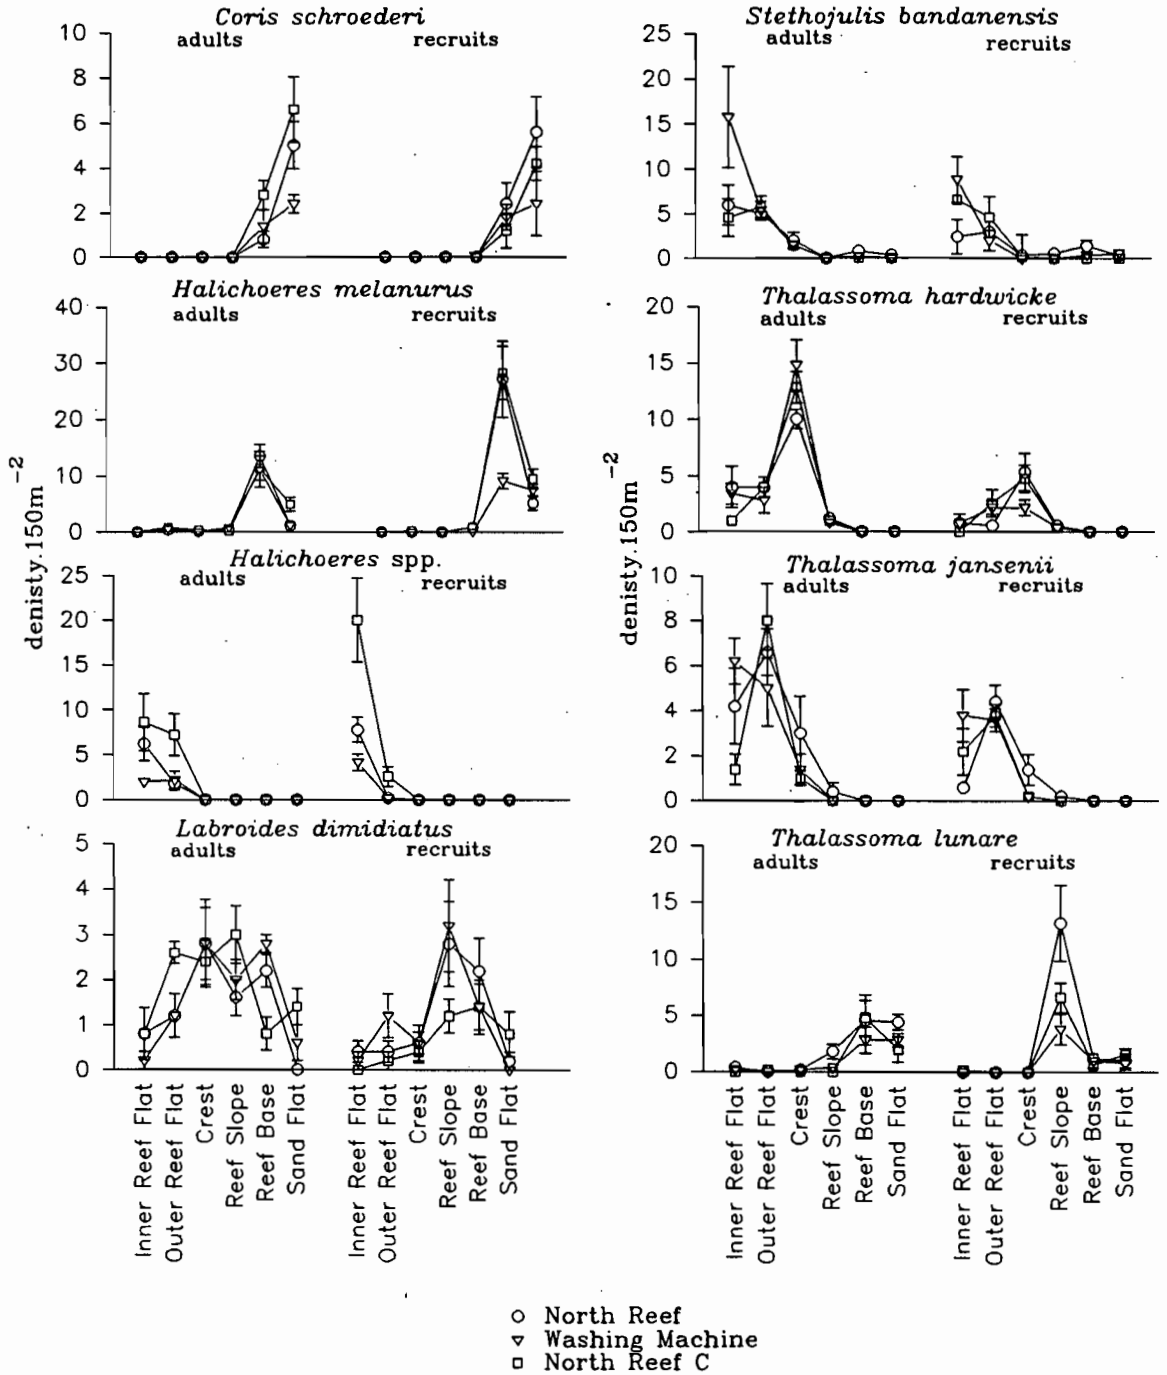 Coris schroederi
adults recruits
10
8
6
4
2
0
Stethojulis bandanensis
adults recruits
25
20
15
10
5
0
Halichoeres melanurus
adults recruits
40
30
20
10
0
Thalassoma hardwicke
adults recruits
20
15
10
5
0
denisty.150m-2
denisty.150m-2
Halichoeres spp.
adults recruits
25
20
15
10
5
0
Thalassoma jansenii
adults recruits
10
8
6
4
2
0
Labroides dimidiatus
adults recruits
5
4
3
2
1
0
Thalassoma lunare
adults recruits
20
15
10
5
0
Inner Reef Flat
Outer Reef Flat
Crest
Reef Slope
Reef Base
Sand Flat
Inner Reef Flat
Outer Reef Flat
Crest
Reef Slope
Reef Base
Sand Flat
Inner Reef Flat
Outer Reef Flat
Crest
Reef Slope
Reef Base
Sand Flat
Inner Reef Flat
Outer Reef Flat
Crest
Reef Slope
Reef Base
Sand Flat
North Reef
Washing Machine
North Reef C